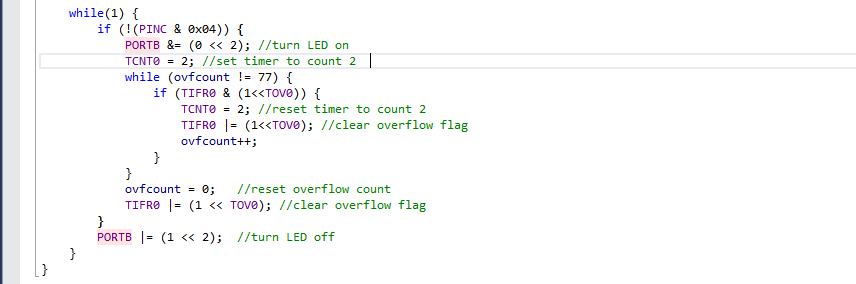 while(1) {
if (!(PINC & 0x04)) {
PORTB &= (0 << 2); //turn LED on
TCNT0 = 2; //set timer to count 2
while (ovfcount != 77) {
if (TIFR0 & (1<<TOV0)) {
TCNT0 = 2; //reset timer to count 2
TIFR0 |= (1<<TOV0); //clear overflow flag
ovfcount++;
}
}
ovfcount = 0; //reset overflow count
TIFR0 |= (1 << TOV0); //clear overflow flag
}
PORTB |= (1 << 2); //turn LED off
}
}